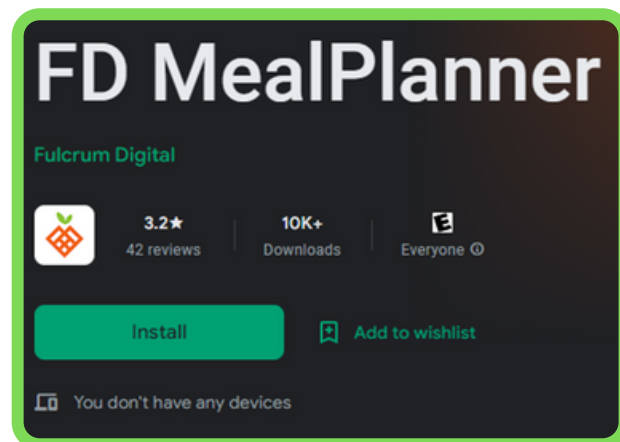 FD MealPlanner
Fulcrum Digital
3.2★ 10K+ E
42 reviews Downloads Everyone
Install Add to wishlist
You don't have any devices